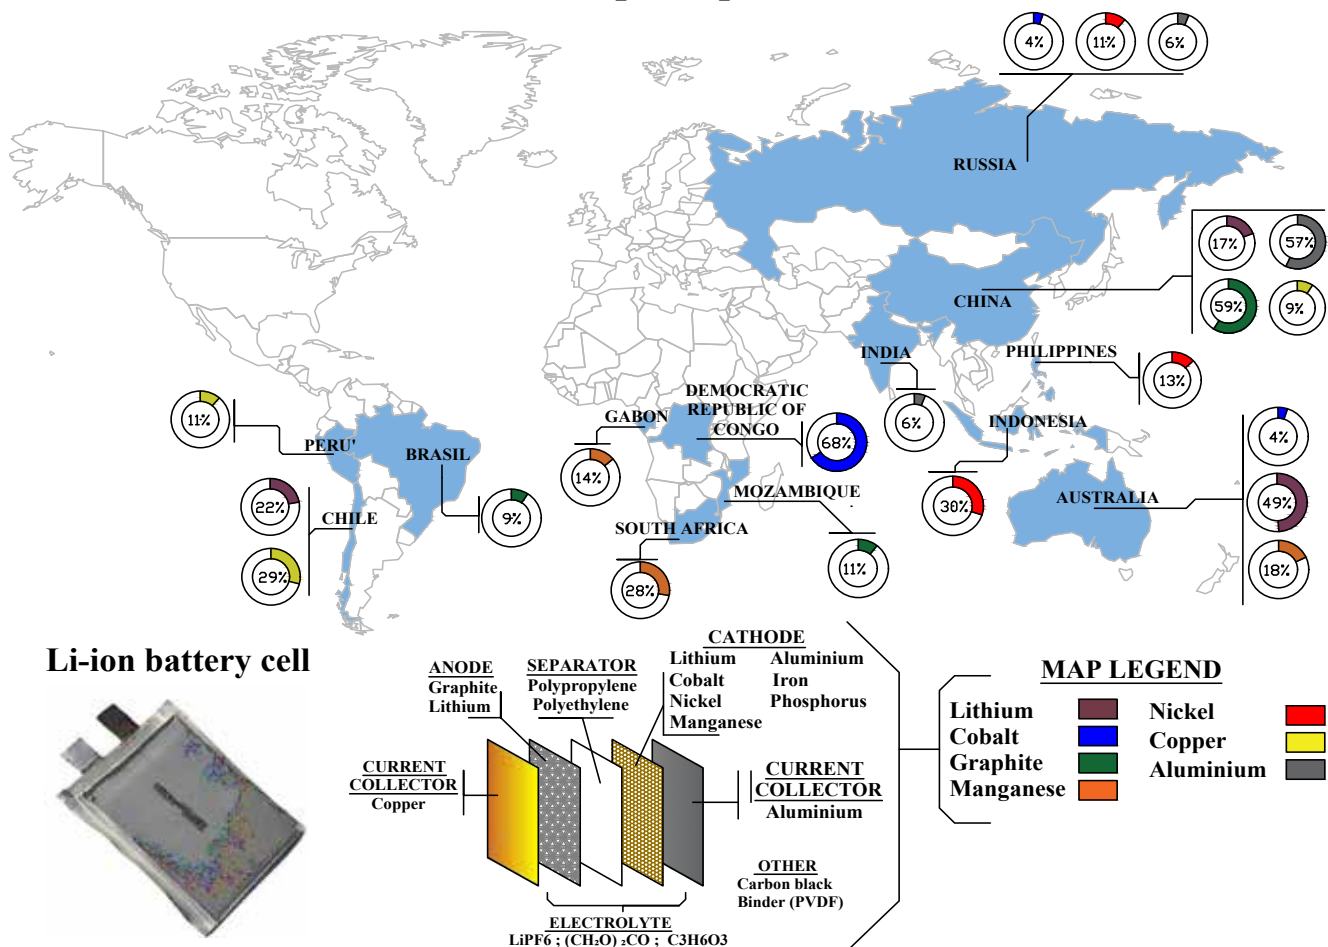 4% 11% 6%
RUSSIA
17% 57%
CHINA
59% 9%
INDIA
PHILIPPINES
13%
6%
11%
PERU'
BRASIL
GABON
DEMOCRATIC
REPUBLIC OF
CONGO
68%
INDONESIA
4%
14%
22%
CHILE
9%
MOZAMBIQUE
30%
AUSTRALIA
49%
SOUTH AFRICA
29%
28%
11%
18%
Li-ion battery cell
ANODE
Graphite
Lithium
SEPARATOR
Polypropylene
Polyethylene
CATHODE
Lithium Aluminium
Cobalt Iron
Nickel Phosphorus
Manganese
CURRENT
COLLECTOR
Copper
CURRENT
COLLECTOR
Aluminium
OTHER
Carbon black
Binder (PVDF)
ELECTROLYTE
LiPF6 ; (CH₂O) ₂CO ; C3H6O3
MAP LEGEND
Lithium Nickel
Cobalt Copper
Graphite Aluminium
Manganese